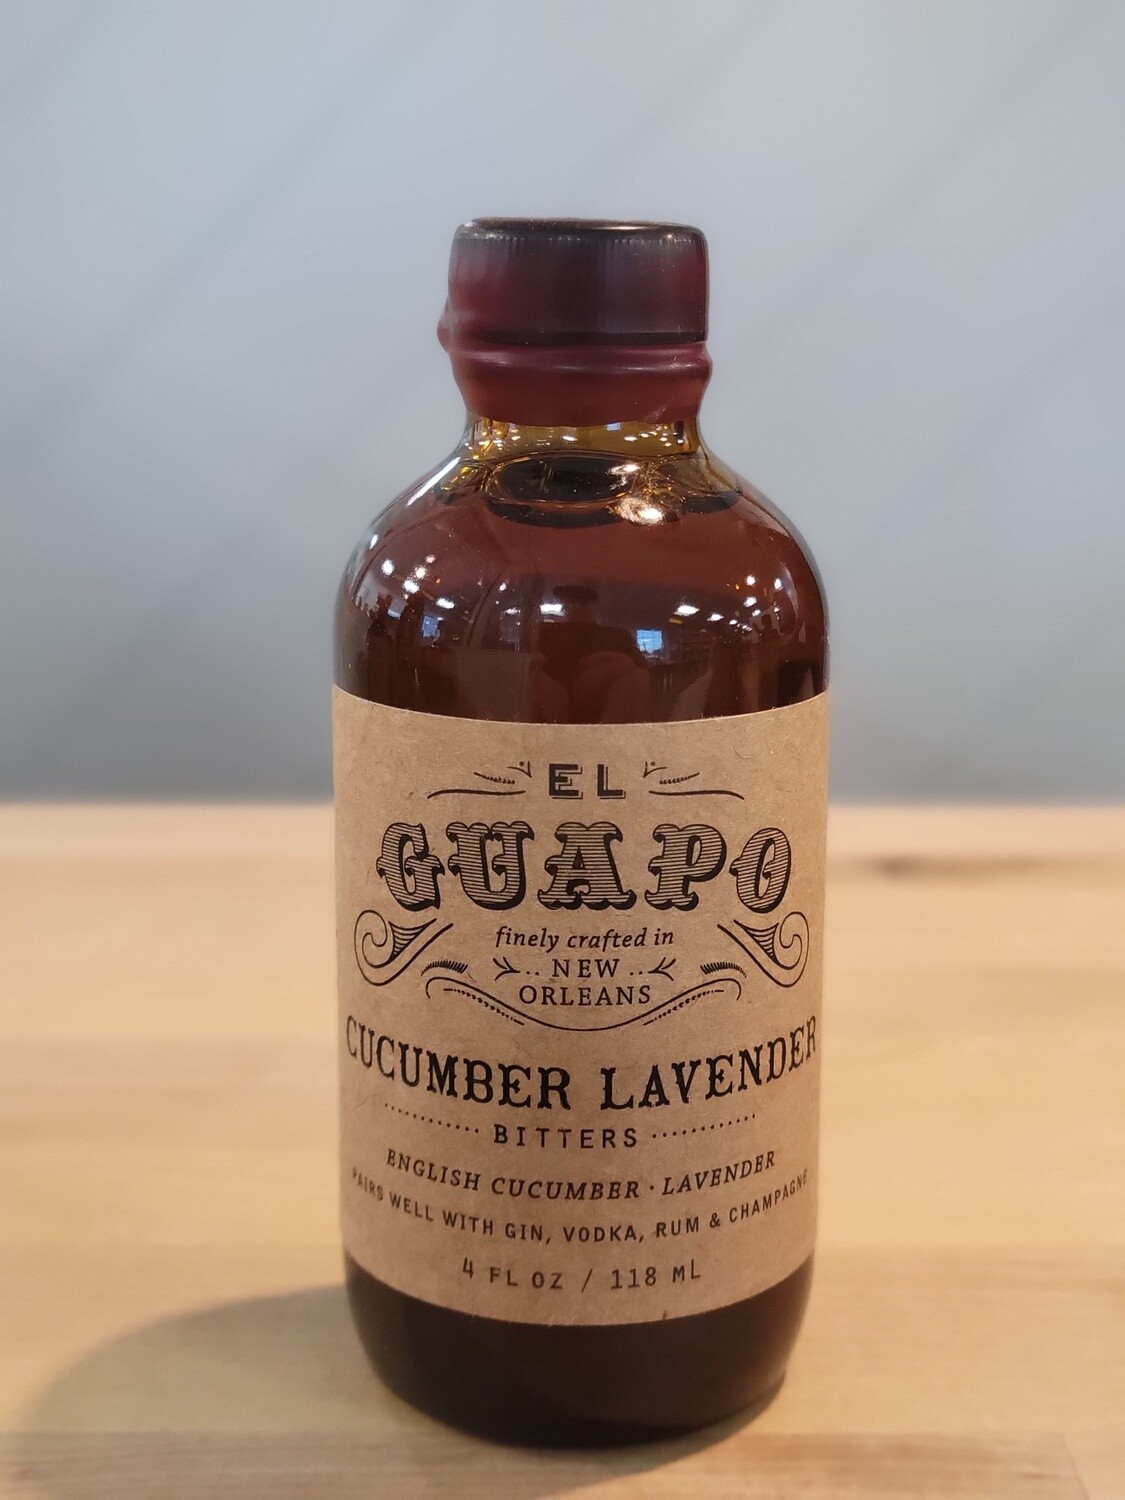 EL
GUAPO
finely crafted in
NEW
ORLEANS
CUCUMBER LAVENDER
BITTERS
ENGLISH CUCUMBER · LAVENDER
PAIRS WELL WITH GIN, VODKA, RUM & CHAMPAGNE
4 FL OZ / 118 mL